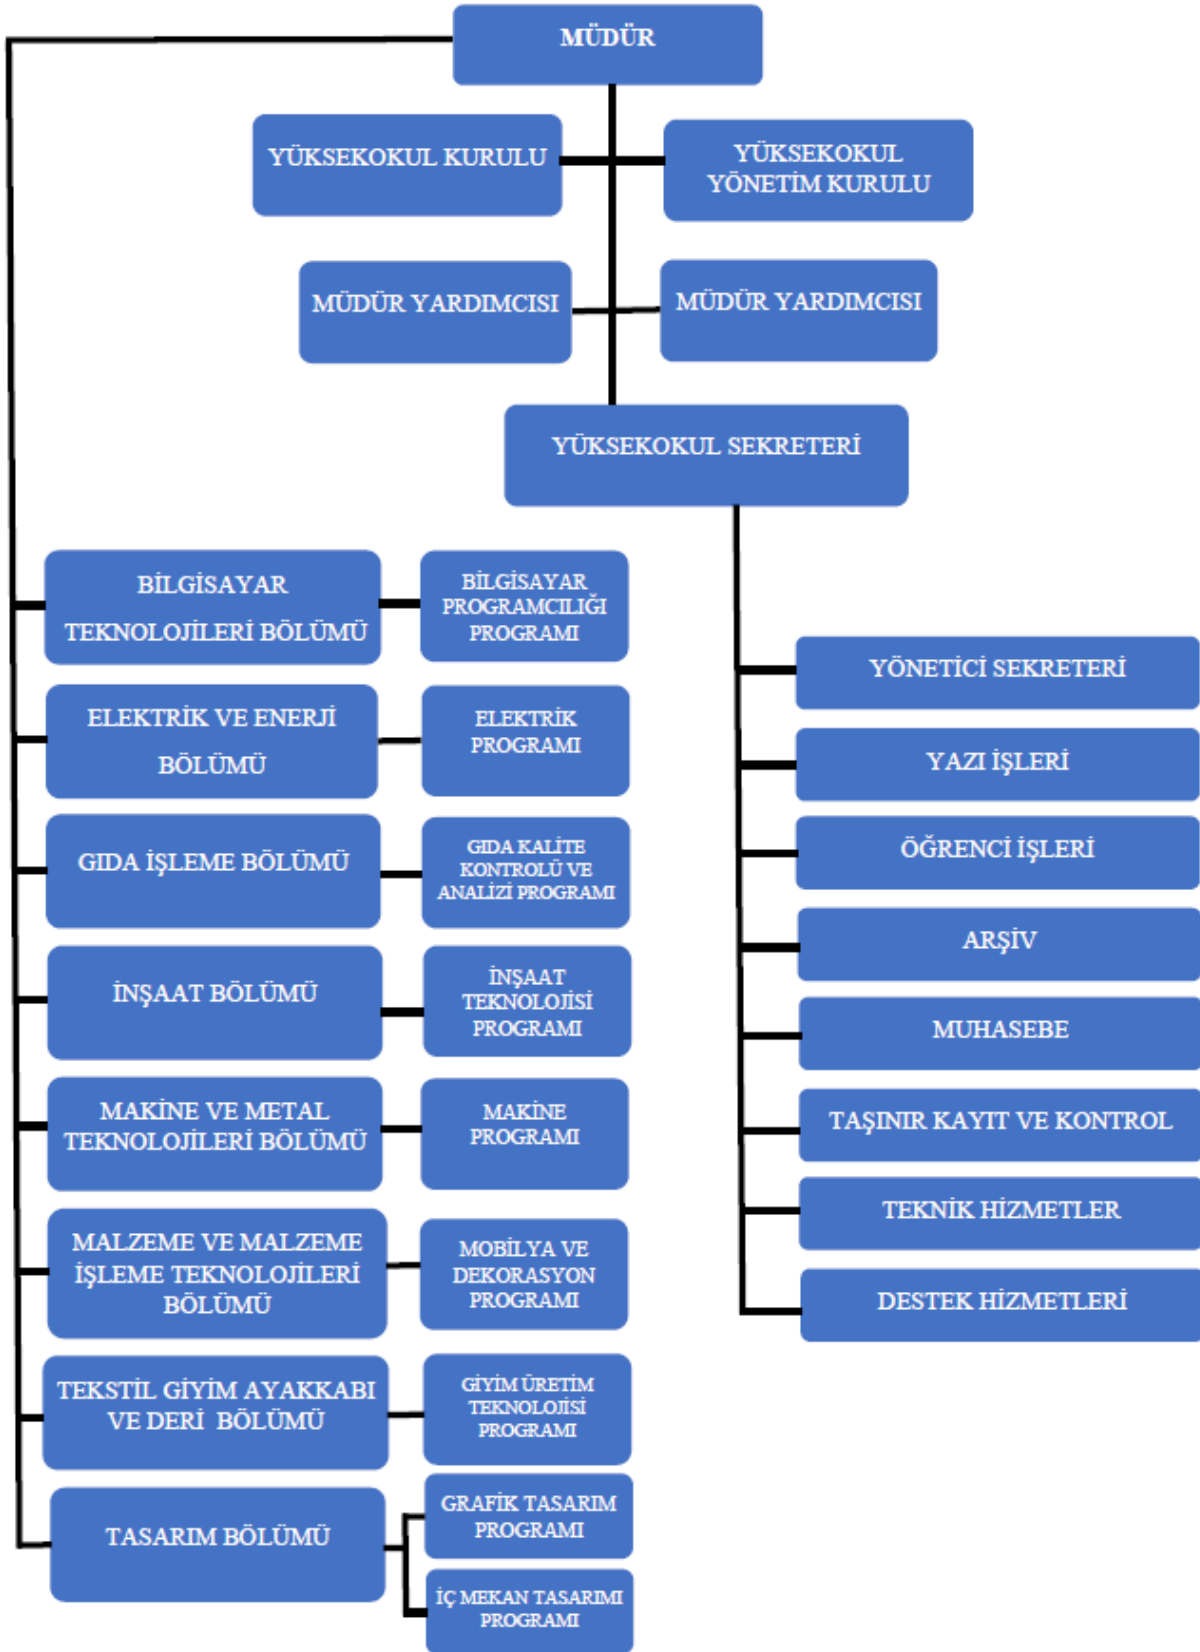 MÜDÜR
YÜKSEKOKUL KURULU
YÜKSEKOKUL
YÖNETİM KURULU
MÜDÜR YARDIMCISI
MÜDÜR YARDIMCISI
YÜKSEKOKUL SEKRETERİ
BİLGİSAYAR
TEKNOLOJİLERİ BÖLÜMÜ
BİLGİSAYAR
PROGRAMCILIĞI
PROGRAMI
ELEKTRİK VE ENERJİ
BÖLÜMÜ
ELEKTRİK
PROGRAMI
GIDA İŞLEME BÖLÜMÜ
GIDA KALİTE
KONTROLÜ VE
ANALİZİ PROGRAMI
İNŞAAT BÖLÜMÜ
İNŞAAT
TEKNOLOJİSİ
PROGRAMI
MAKİNE VE METAL
TEKNOLOJİLERİ BÖLÜMÜ
MAKİNE
PROGRAMI
MALZEME VE MALZEME
İŞLEME TEKNOLOJİLERİ
BÖLÜMÜ
MOBİLYA VE
DEKORASYON
PROGRAMI
TEKSTİL GİYİM AYAKKABI
VE DERİ BÖLÜMÜ
GİYİM ÜRETİM
TEKNOLOJİSİ
PROGRAMI
TASARIM BÖLÜMÜ
GRAFİK TASARIM
PROGRAMI
İÇ MEKAN TASARIMI
PROGRAMI
YÖNETİCİ SEKRETERİ
YAZI İŞLERİ
ÖĞRENCİ İŞLERİ
ARŞİV
MUHASEBE
TAŞINIR KAYIT VE KONTROL
TEKNİK HİZMETLER
DESTEK HİZMETLERİ